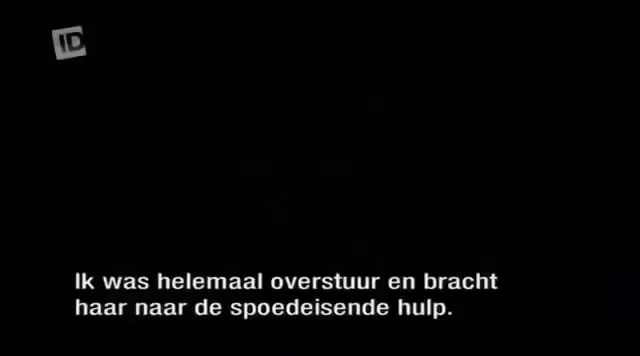 ID
Ik was helemaal overstuur en bracht
haar naar de spoedeisende hulp.